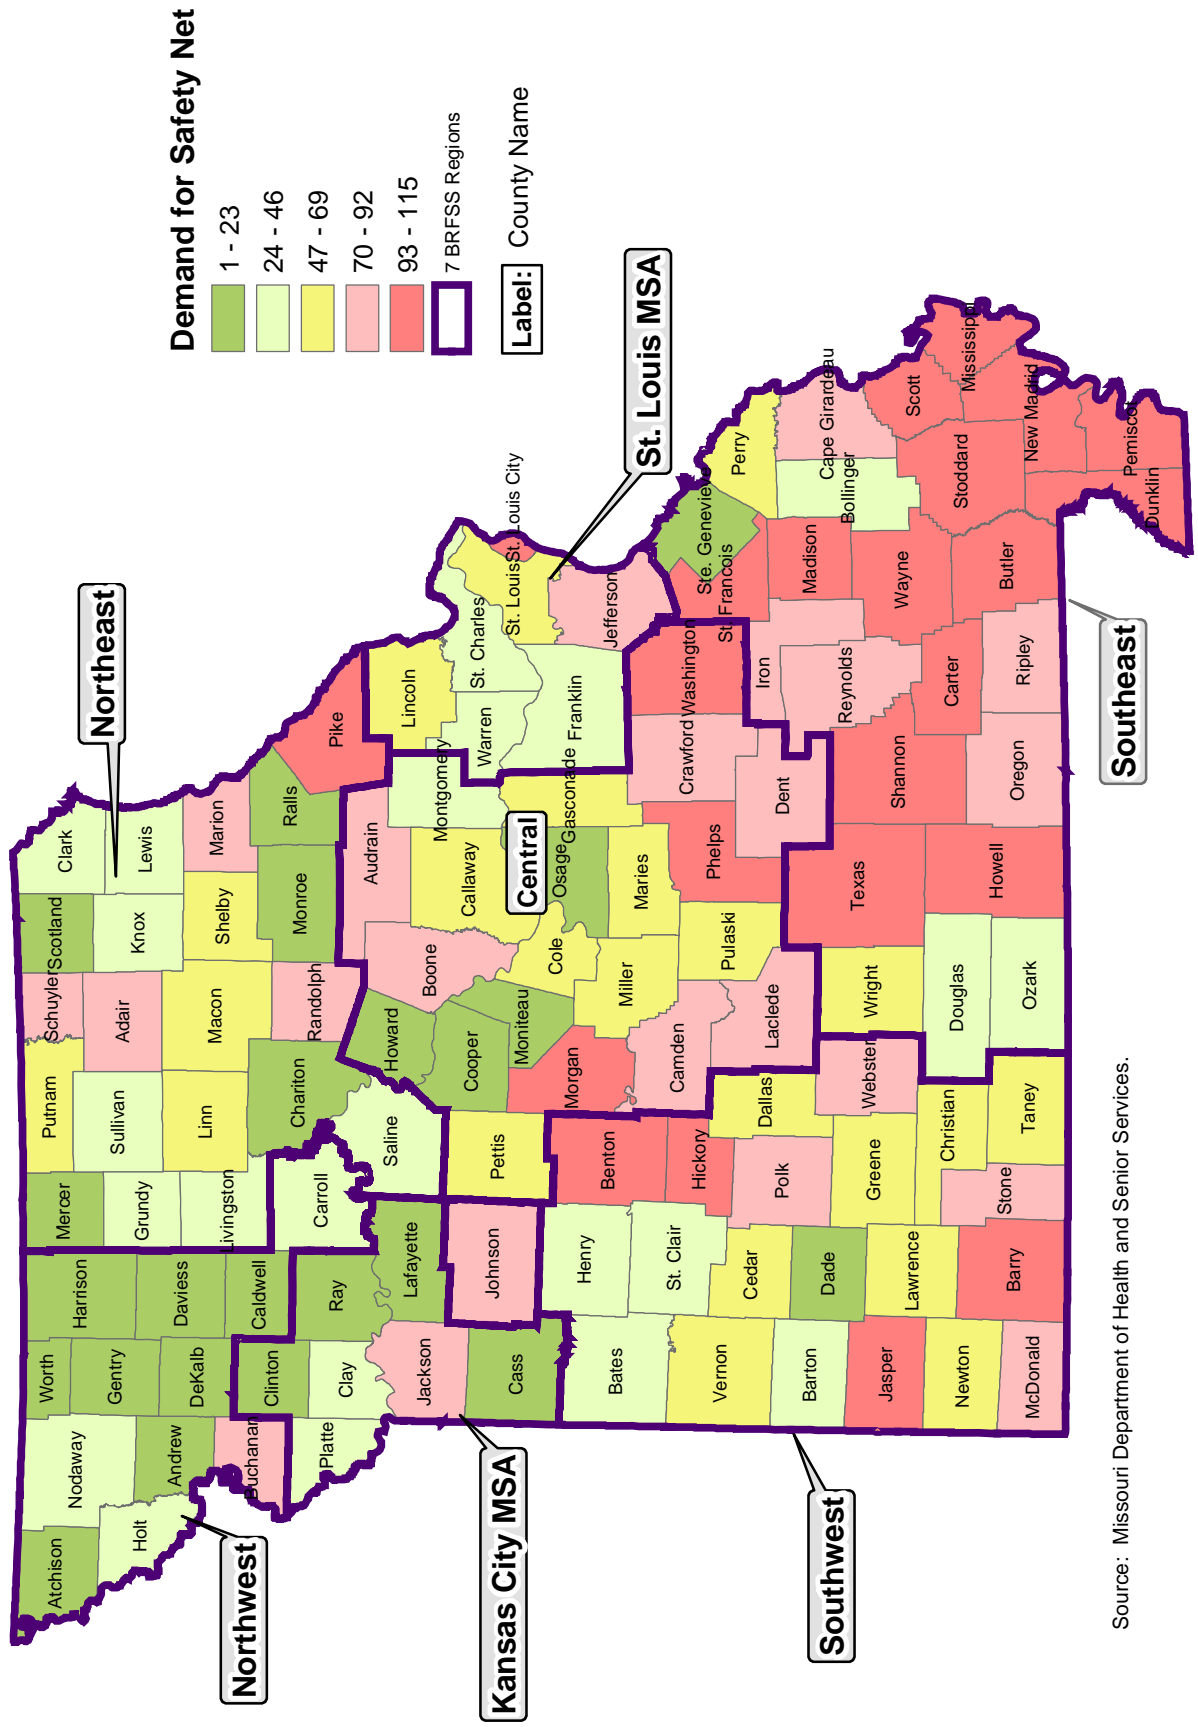 Demand for Safety Net
1 - 23
24 - 46
47 - 69
70 - 92
93 - 115
7 BRFSS Regions
Label: County Name
Northwest
Northeast
Central
Kansas City MSA
St. Louis MSA
Southwest
Southeast
Atchison
Nodaway
Worth
Harrison
Mercer
Putnam
Schuyler
Scotland
Clark
Holt
Andrew
Gentry
DeKalb
Daviess
Grundy
Sullivan
Adair
Knox
Lewis
Buchanan
Clinton
Caldwell
Livingston
Linn
Macon
Shelby
Marion
Platte
Clay
Ray
Carroll
Chariton
Randolph
Monroe
Ralls
Pike
Jackson
Lafayette
Saline
Howard
Boone
Audrain
Montgomery
Lincoln
Cass
Johnson
Pettis
Cooper
Moniteau
Cole
Callaway
Osage
Gasconade
Warren
St. Charles
St. Louis
St. Louis City
Franklin
Jefferson
Bates
Henry
Benton
Morgan
Miller
Maries
Camden
Pulaski
Phelps
Crawford
Washington
St. Francois
Ste. Genevieve
Perry
Vernon
St. Clair
Hickory
Cedar
Polk
Dallas
Laclede
Dent
Iron
Reynolds
Madison
Bollinger
Cape Girardeau
Barton
Dade
Greene
Webster
Wright
Texas
Shannon
Wayne
Carter
Scott
Mississippi
Stoddard
New Madrid
Jasper
Lawrence
Christian
Douglas
Howell
Newton
Barry
Stone
Taney
Ozark
Oregon
Ripley
Butler
McDonald
Pemiscot
Dunklin
Source: Missouri Department of Health and Senior Services.